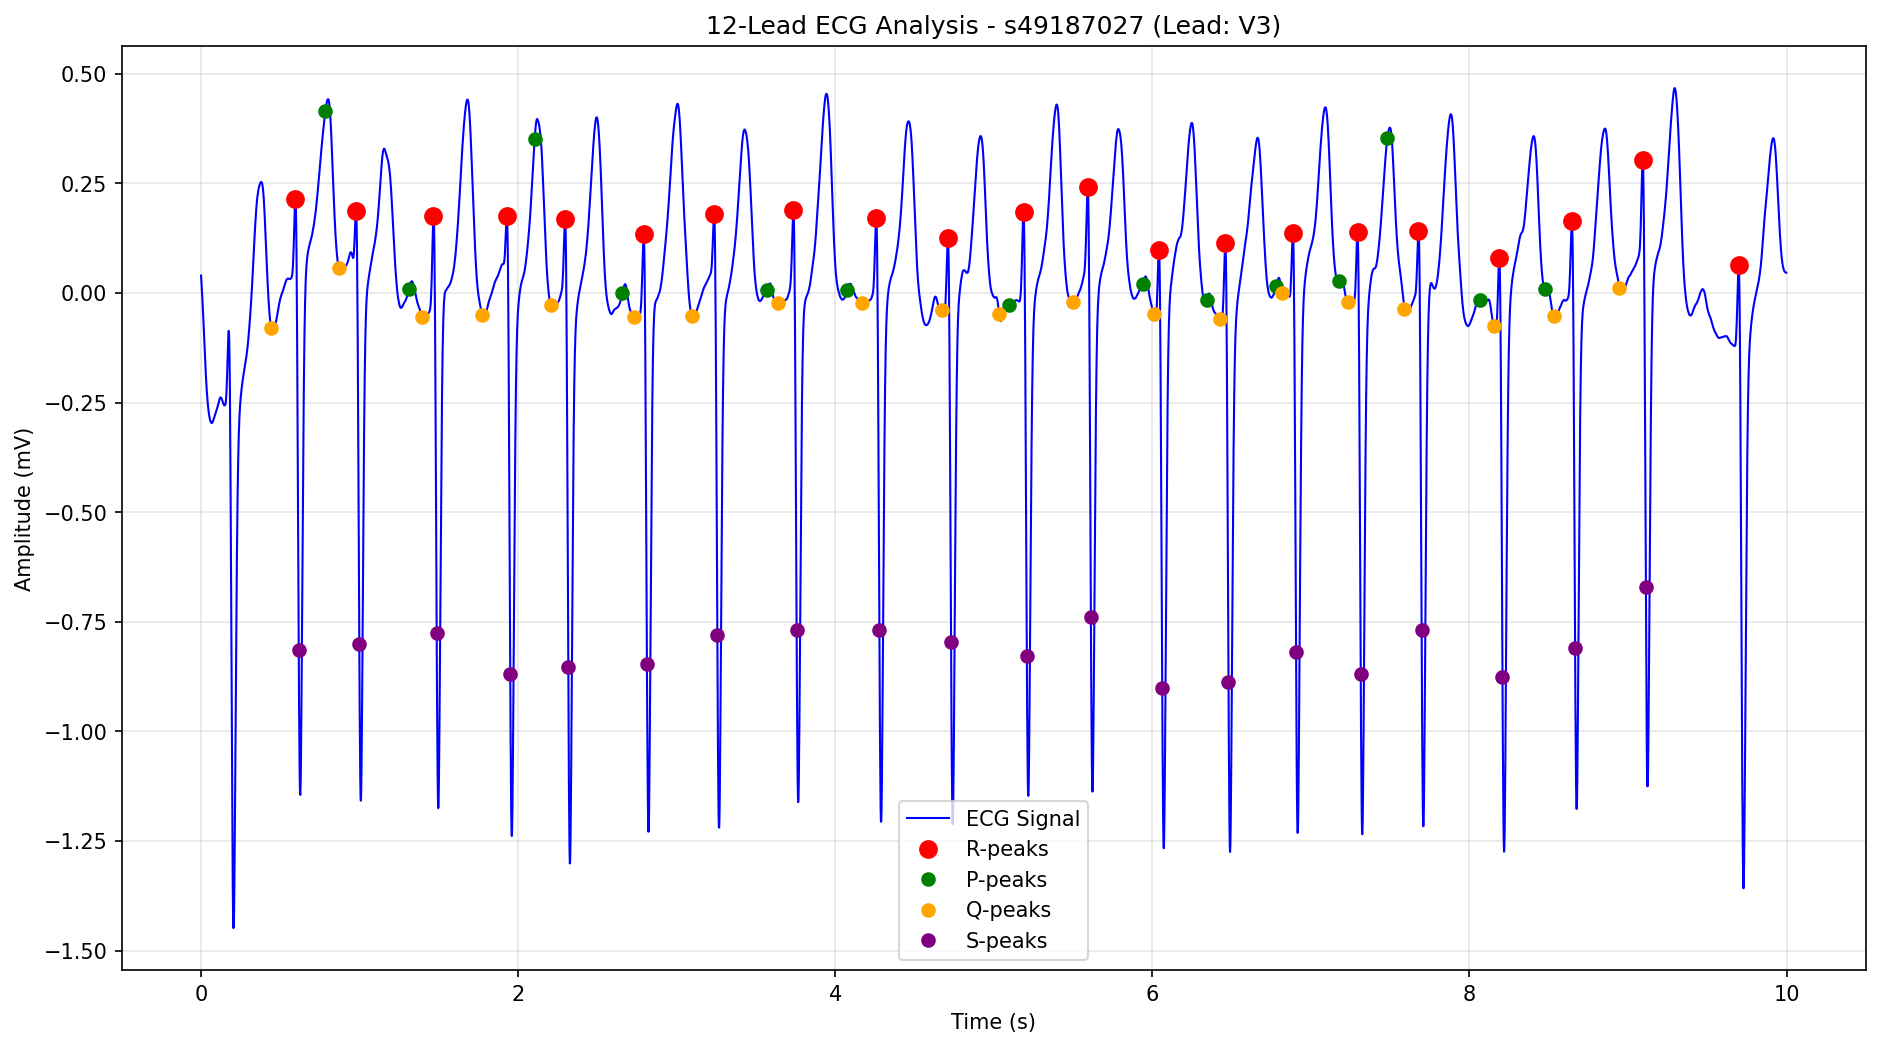 12-Lead ECG Analysis - s49187027 (Lead: V3)
Amplitude (mV)
0.50
0.25
0.00
−0.25
−0.50
−0.75
−1.00
−1.25
−1.50
ECG Signal
R-peaks
P-peaks
Q-peaks
S-peaks
0 2 4 6 8 10
Time (s)